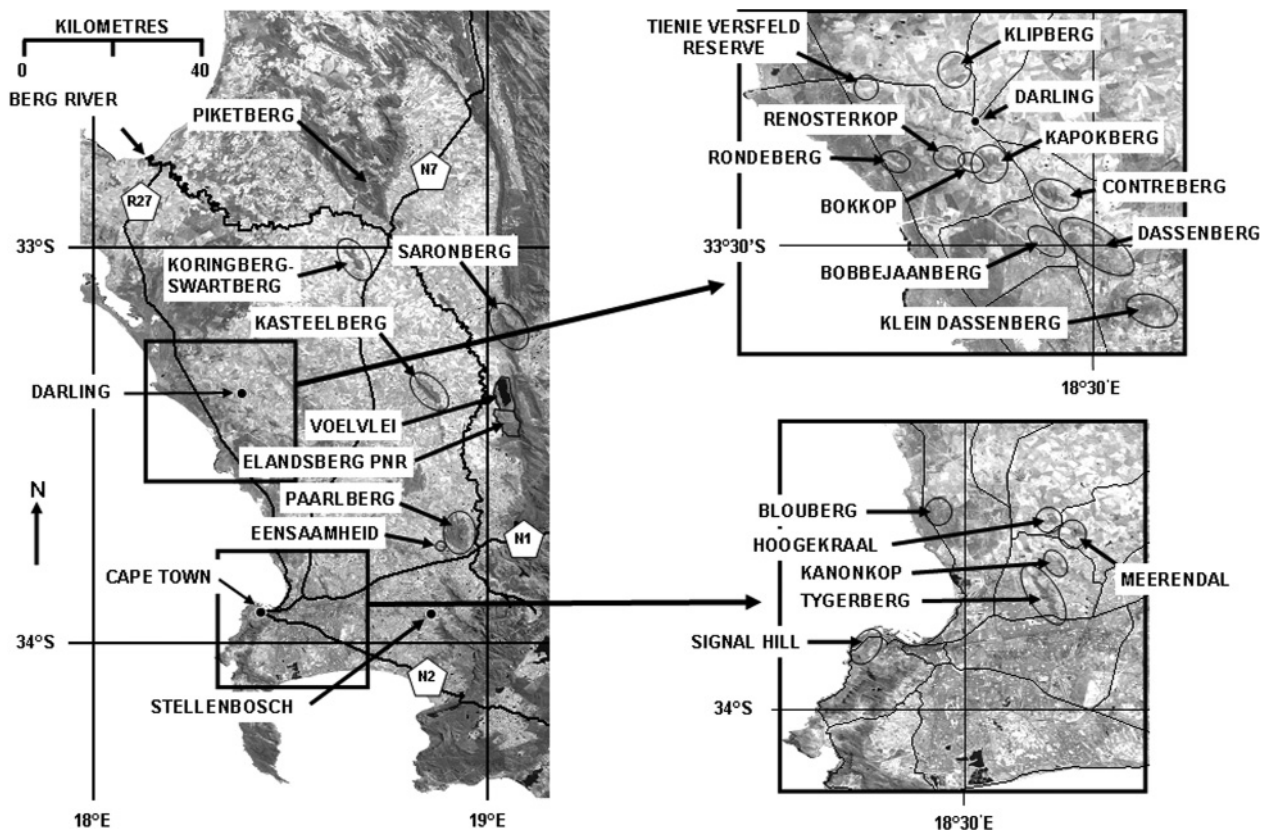 KILOMETRES
0 40
BERG RIVER
PIKETBERG
N7
R27
33°S
SARONBERG
KORINGBERG-
SWARTBERG
KASTEELBERG
DARLING
VOELVLEI
ELANDSBERG PNR
N
PAARLBERG
EENSAAMHEID
N1
CAPE TOWN
34°S
N2
STELLENBOSCH
18°E
19°E
TIENIE VERSFELD
RESERVE
KLIPBERG
DARLING
RENOSTERKOP
KAPOKBERG
RONDEBERG
CONTREBERG
BOKKOP
DASSENBERG
33°30'S
BOBBEJAANBERG
KLEIN DASSENBERG
18°30'E
BLOUBERG
HOOGEKRAAL
KANONKOP
MEERENDAL
TYGERBERG
SIGNAL HILL
34°S
18°30'E